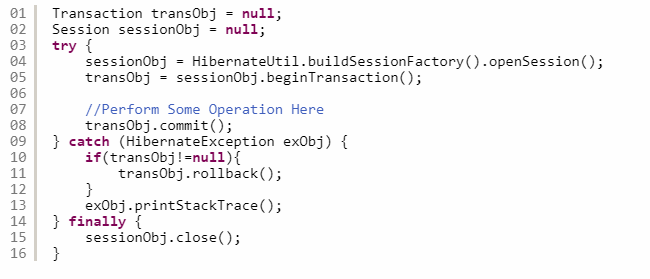 01 Transaction transObj = null;
02 Session sessionObj = null;
03 try {
04     sessionObj = HibernateUtil.buildSessionFactory().openSession();
05     transObj = sessionObj.beginTransaction();
06
07     //Perform Some Operation Here
08     transObj.commit();
09 } catch (HibernateException exObj) {
10     if(transObj!=null){
11         transObj.rollback();
12     }
13     exObj.printStackTrace();
14 } finally {
15     sessionObj.close();
16 }